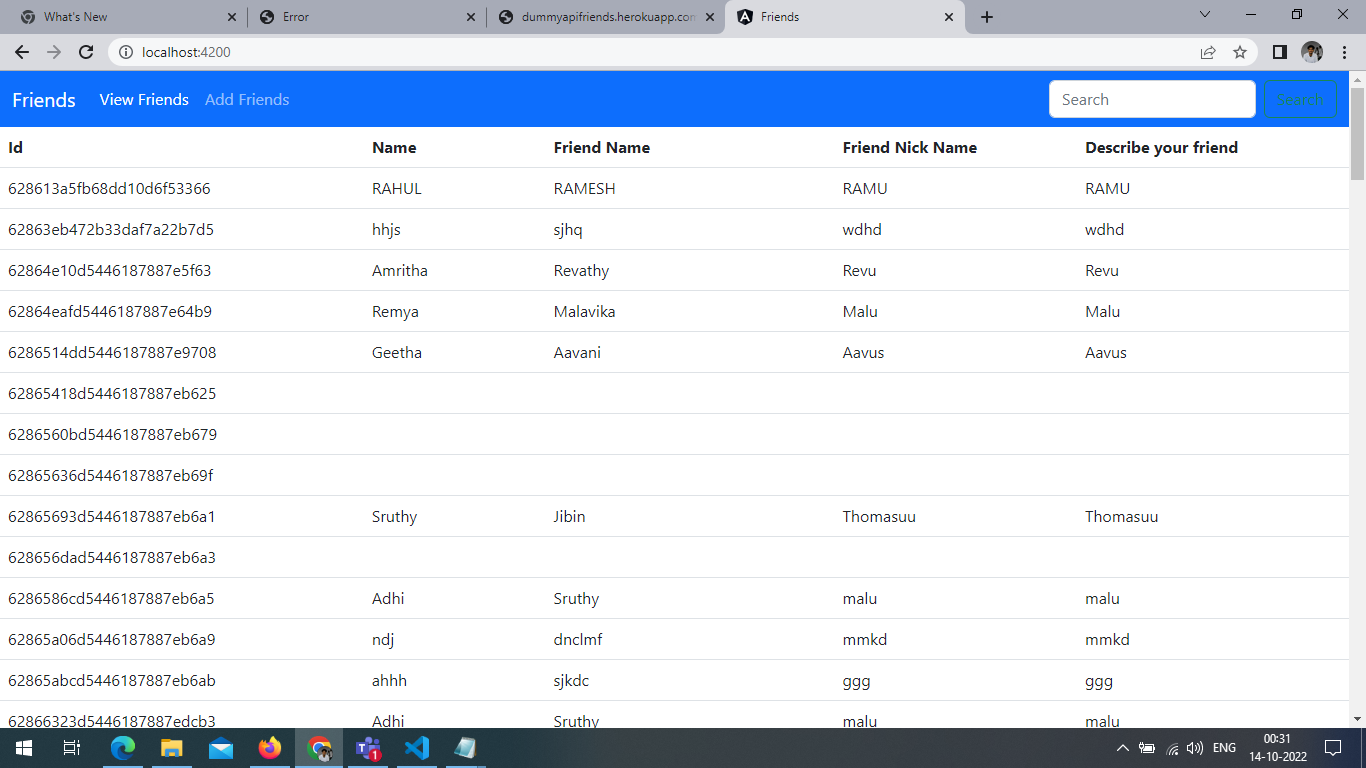 What's New Error dummyapifriends.herokuapp.con Friends
localhost:4200
Friends View Friends Add Friends Search Search
Id Name Friend Name Friend Nick Name Describe your friend
628613a5fb68dd10d6f53366 RAHUL RAMESH RAMU RAMU
62863eb472b33daf7a22b7d5 hhjs sjhq wdhd wdhd
62864e10d5446187887e5f63 Amritha Revathy Revu Revu
62864eafd5446187887e64b9 Remya Malavika Malu Malu
6286514dd5446187887e9708 Geetha Aavani Aavus Aavus
62865418d5446187887eb625
6286560bd5446187887eb679
62865636d5446187887eb69f
62865693d5446187887eb6a1 Sruthy Jibin Thomasuu Thomasuu
628656dad5446187887eb6a3
6286586cd5446187887eb6a5 Adhi Sruthy malu malu
62865a06d5446187887eb6a9 ndj dnclmf mmkd mmkd
62865abcd5446187887eb6ab ahhh sjkdc ggg ggg
62866323d5446187887edcb3 Adhi Sruthy malu malu
1 ENG 00:31
14-10-2022